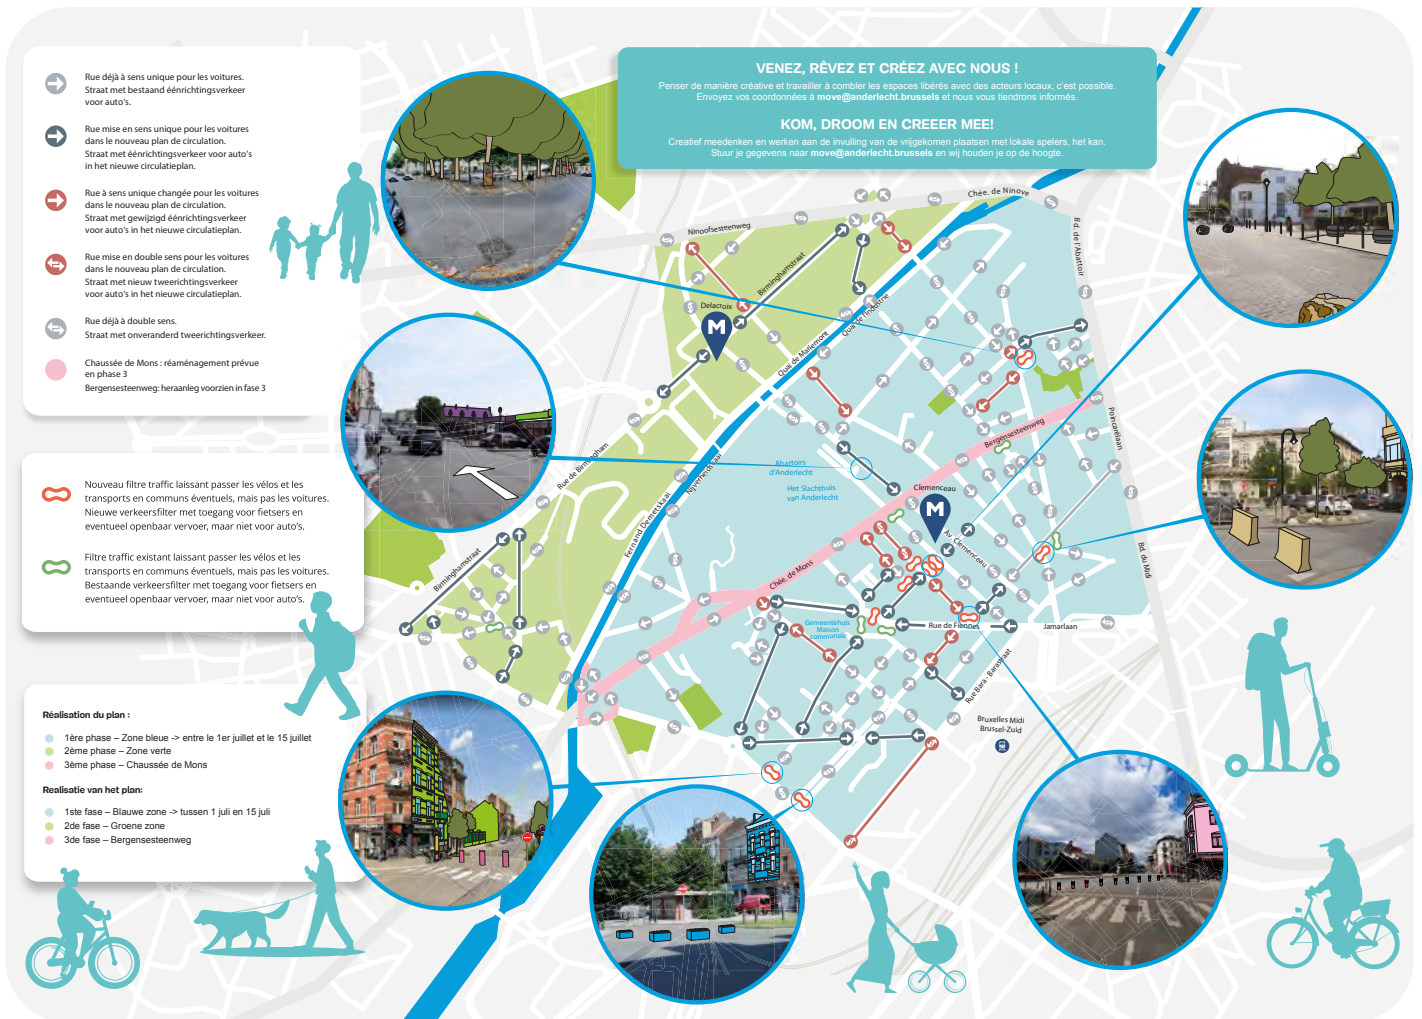 Rue déjà à sens unique pour les voitures.
Straat met bestaand éénrichtingsverkeer
voor auto's.
Rue mise en sens unique pour les voitures
dans le nouveau plan de circulation.
Straat met éénrichtingsverkeer voor auto's
in het nieuwe circulatieplan.
Rue à sens unique changée pour les voitures
dans le nouveau plan de circulation.
Straat met gewijzigd éénrichtingsverkeer
voor auto's in het nieuwe circulatieplan.
Rue mise en double sens pour les voitures
dans le nouveau plan de circulation.
Straat met nieuw tweerichtingsverkeer
voor auto's in het nieuwe circulatieplan.
Rue déjà à double sens.
Straat met onveranderd tweerichtingsverkeer.
Chaussée de Mons : réaménagement prévue
en phase 3
Bergensesteenweg: heraanleg voorzien in fase 3
Nouveau filtre traffic laissant passer les vélos et les
transports en communs éventuels, mais pas les voitures.
Nieuwe verkeersfilter met toegang voor fietsers en
eventueel openbaar vervoer, maar niet voor auto's.
Filtre traffic existant laissant passer les vélos et les
transports en communs éventuels, mais pas les voitures.
Bestaande verkeersfilter met toegang voor fietsers en
eventueel openbaar vervoer, maar niet voor auto's.
Réalisation du plan :
1ère phase – Zone bleue -> entre le 1er juillet et le 15 juillet
2ème phase – Zone verte
3ème phase – Chaussée de Mons
Realisatie van het plan:
1ste fase – Blauwe zone -> tussen 1 juli en 15 juli
2de fase – Groene zone
3de fase – Bergensesteenweg
VENEZ, RÊVEZ ET CRÉEZ AVEC NOUS !
Penser de manière créative et travailler à combler les espaces libérés avec des acteurs locaux, c'est possible.
Envoyez vos coordonnées à move@anderlecht.brussels et nous vous tiendrons informés.
KOM, DROOM EN CREEER MEE!
Creatief meedenken en werken aan de invulling van de vrijgekomen plaatsen met lokale spelers, het kan.
Stuur je gegevens naar move@anderlecht.brussels en wij houden je op de hoogte.
Chée. de Ninove
Ninoofsesteenweg
Bd. de l'Abattoir
Birminghamstraat
Delacroix
M
Quai de l'Industrie
Quai de Mariemont
Bergensesteenweg
Poincarélaan
Rue de Birmingham
Nijverheidskaai
Abattoirs
d'Anderlecht
Het Slachthuis
van Anderlecht
Clemenceau
M
Fernand Demetskaai
Av. Clemenceau
Bd. du Midi
Birminghamstraat
Chée. de Mons
Gemeentehuis
Maison
communale
Rue de Fiennes
Jamarlaan
Rue Bara - Barastraat
Bruxelles Midi
Brussel-Zuid